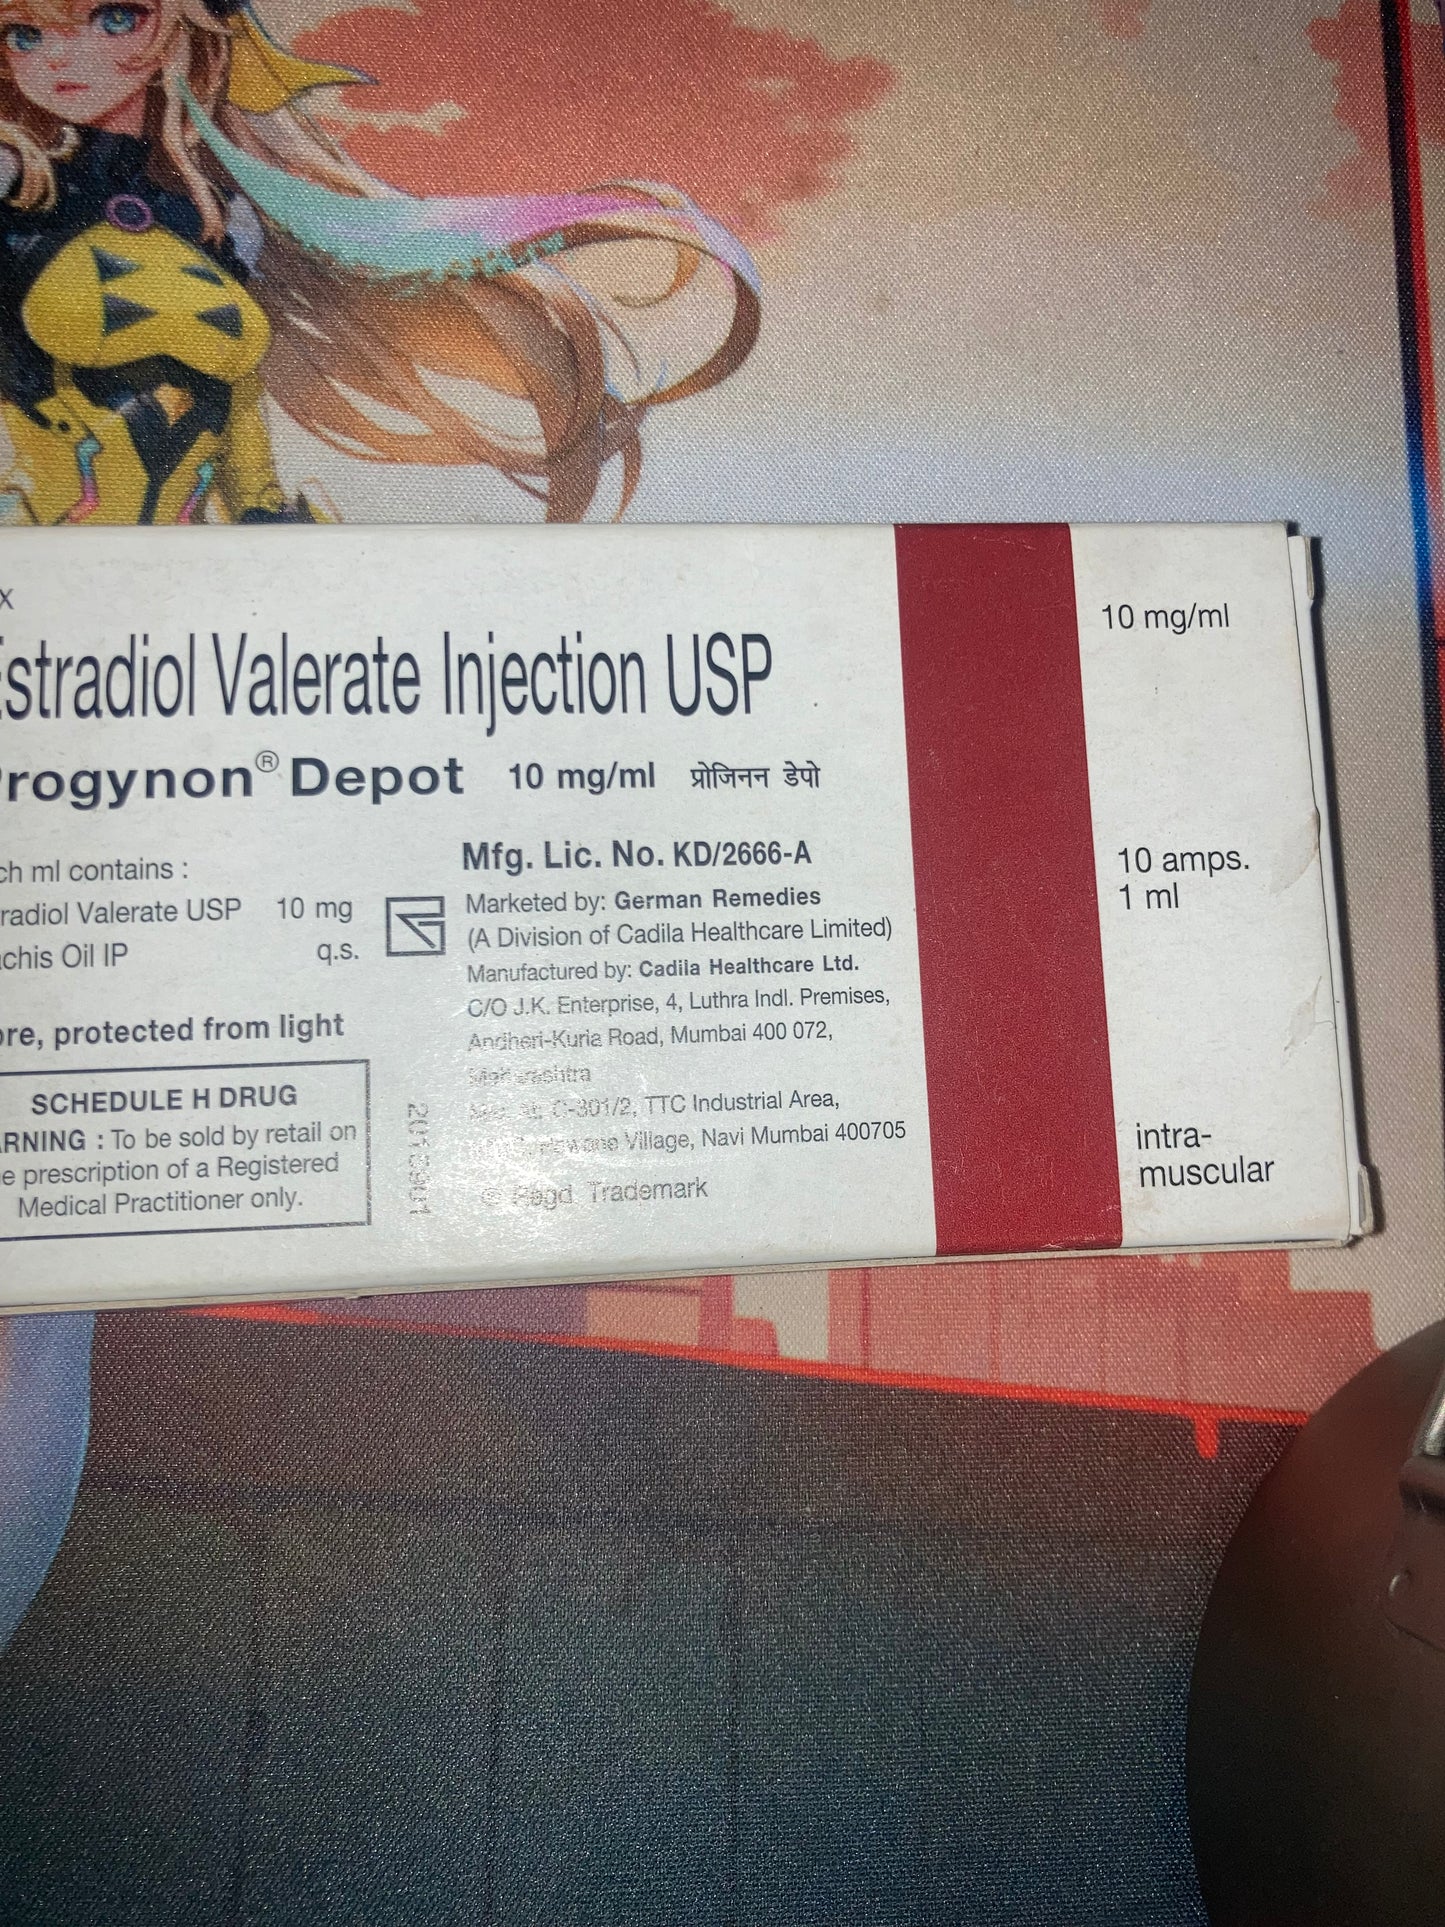 x
Estradiol Valerate Injection USP
Progynon® Depot 10 mg/ml प्रोजिनन डेपो
ch ml contains :
radiol Valerate USP 10 mg
chis Oil IP q.s.
ore, protected from light
SCHEDULE H DRUG
ARNING : To be sold by retail on
e prescription of a Registered
Medical Practitioner only.
Mfg. Lic. No. KD/2666-A
Marketed by: German Remedies
(A Division of Cadila Healthcare Limited)
Manufactured by: Cadila Healthcare Ltd.
C/O J.K. Enterprise, 4, Luthra Indl. Premises,
Andheri-Kurla Road, Mumbai 400 072,
Maharashtra
C-301/2, TTC Industrial Area,
Village, Navi Mumbai 400705
® Regd. Trademark
10 mg/ml
10 amps.
1 ml
intra-
muscular